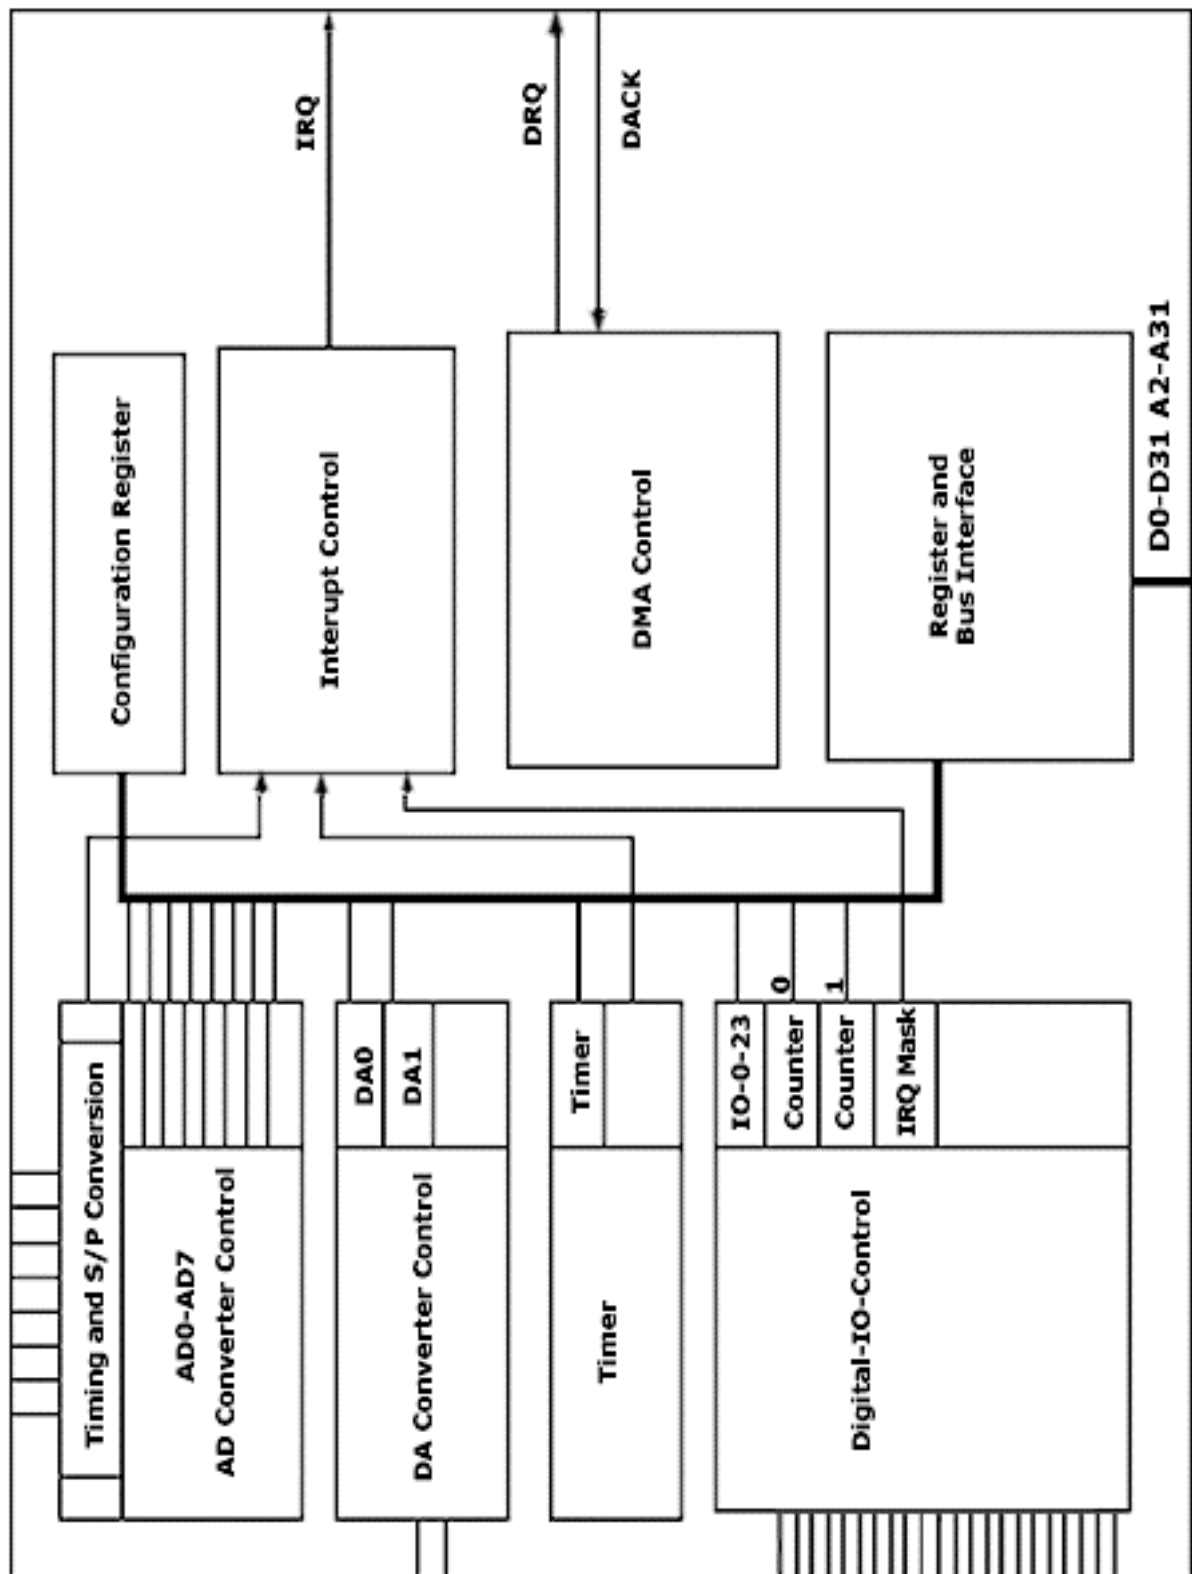 IRQ
DRQ
DACK
Configuration Register
Interupt Control
DMA Control
Register and
Bus Interface
D0-D31 A2-A31
Timing and S/P Conversion
AD0-AD7
AD Converter Control
DA0
DA1
DA Converter Control
Timer
Timer
IO-0-23
Counter 0
Counter 1
IRQ Mask
Digital-IO-Control